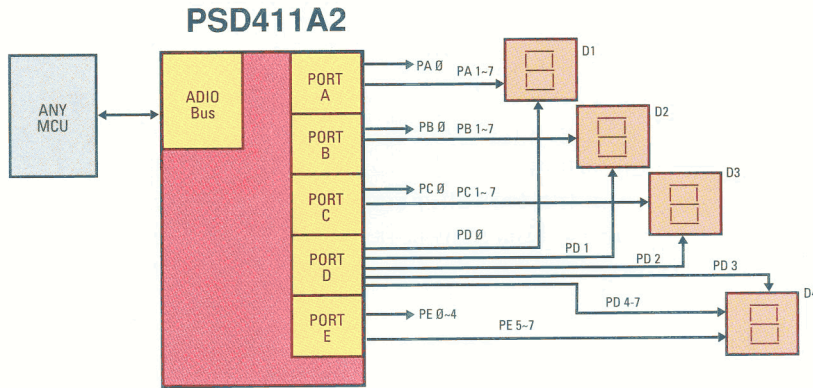 PSD411A2
ANY
MCU
ADIO
Bus
PORT
A
PORT
B
PORT
C
PORT
D
PORT
E
PA Ø
PA 1~7
D1
PB Ø
PB 1~7
D2
PC Ø
PC 1~7
D3
PD Ø
PD 1
PD 2
PD 3
PD 4-7
D4
PE Ø~4
PE 5~7